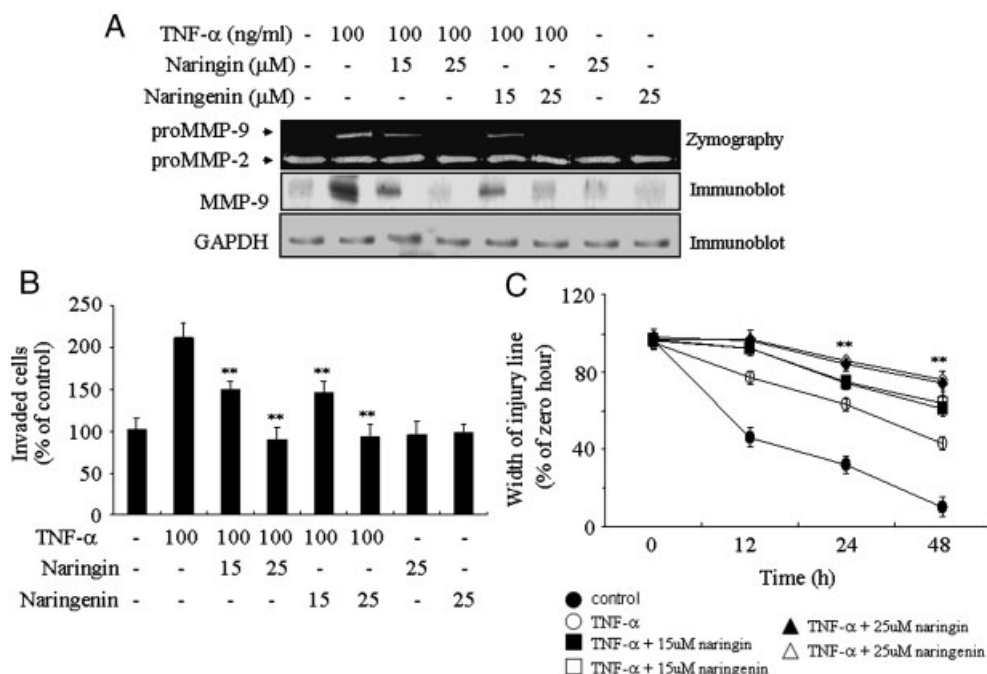 A
TNF-α (ng/ml) - 100 100 100 100 100 - -
Naringin (μM) - - 15 25 - - 25 -
Naringenin (μM) - - - - 15 25 - 25
proMMP-9
proMMP-2
Zymography
MMP-9
Immunoblot
GAPDH
Immunoblot
B
Invaded cells
(% of control)
250
200
150
100
50
0
** ** ** **
TNF-α - 100 100 100 100 100 - -
Naringin - - 15 25 - - 25 -
Naringenin - - - - 15 25 - 25
C
Width of injury line
(% of zero hour)
120
80
40
0
** **
0 12 24 48
Time (h)
control
TNF-α
TNF-α + 15uM naringin
TNF-α + 15uM naringenin
TNF-α + 25uM naringin
TNF-α + 25uM naringenin